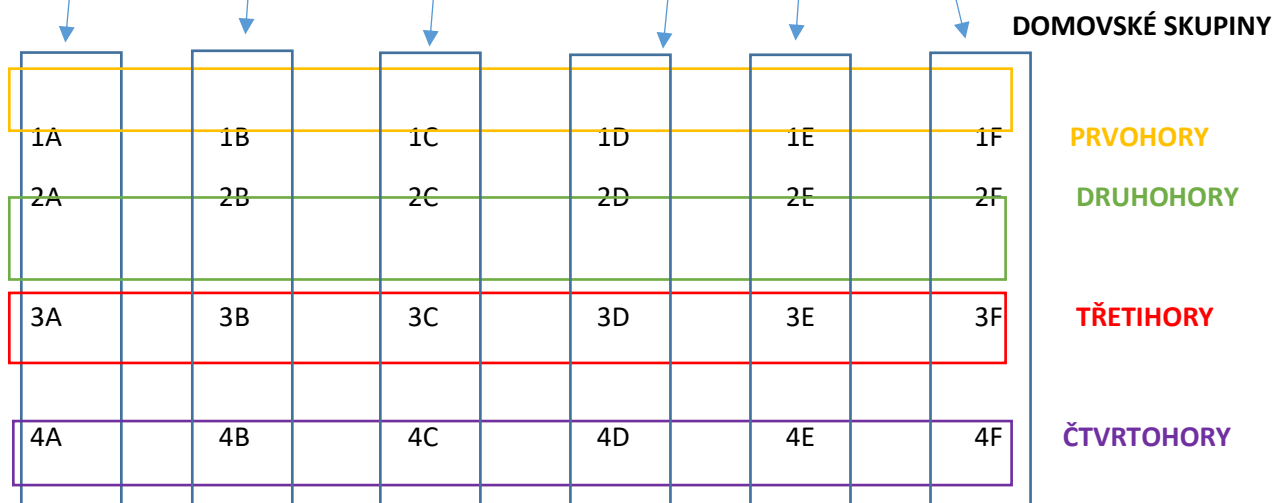 DOMOVSKÉ SKUPINY
1A 1B 1C 1D 1E 1F PRVOHORY
2A 2B 2C 2D 2E 2F DRUHOHORY
3A 3B 3C 3D 3E 3F TŘETIHORY
4A 4B 4C 4D 4E 4F ČTVRTOHORY